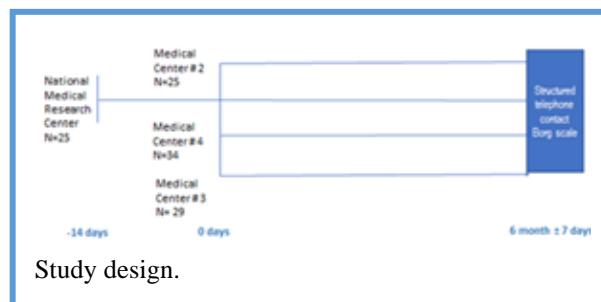 Medical
Center #2
N=25
National
Medical
Research
Center
N=25
Medical
Center #4
N=34
Medical
Center #3
N= 29
Structured
telephone
contact
Borg scale
-14 days
0 days
6 month ± 7 days
Study design.